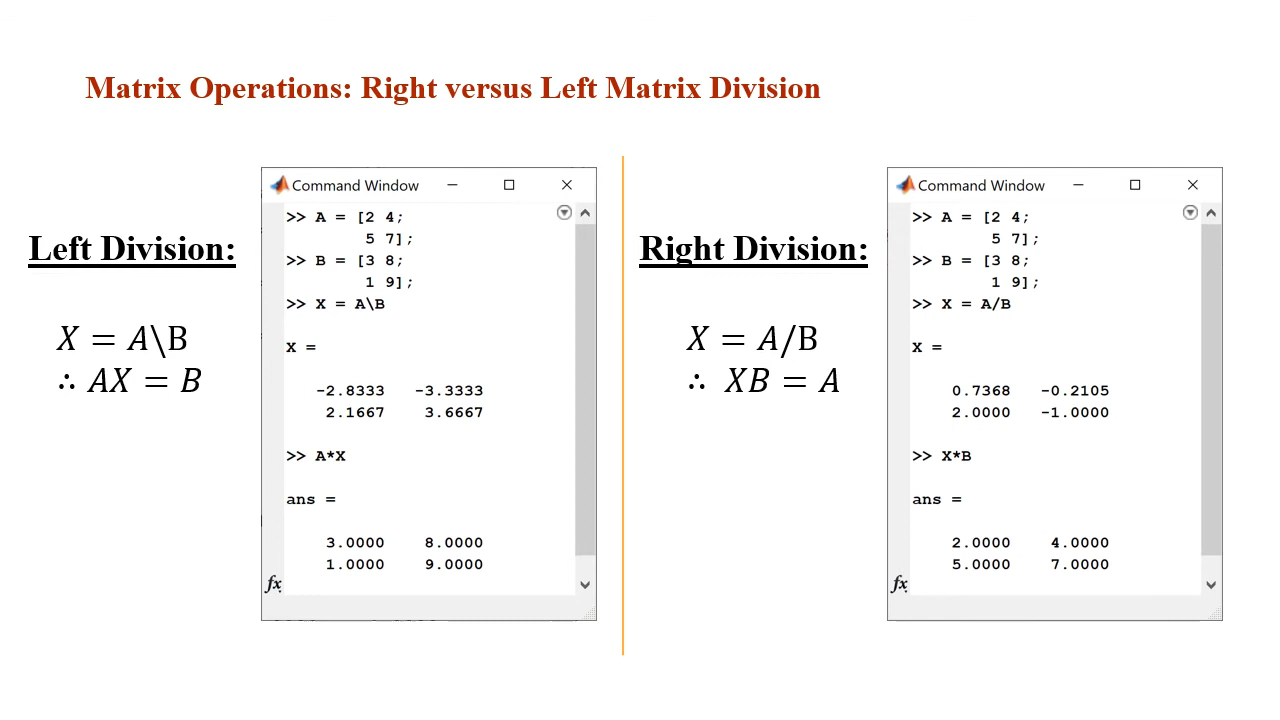 Matrix Operations: Right versus Left Matrix Division
Left Division:
X = A\B
∴ AX = B
Command Window
>> A = [2 4;
5 7];
>> B = [3 8;
1 9];
>> X = A\B
X =
-2.8333 -3.3333
2.1667 3.6667
>> A*X
ans =
3.0000 8.0000
1.0000 9.0000
fx
Right Division:
X = A/B
∴ XB = A
Command Window
>> A = [2 4;
5 7];
>> B = [3 8;
1 9];
>> X = A/B
X =
0.7368 -0.2105
2.0000 -1.0000
>> X*B
ans =
2.0000 4.0000
5.0000 7.0000
fx